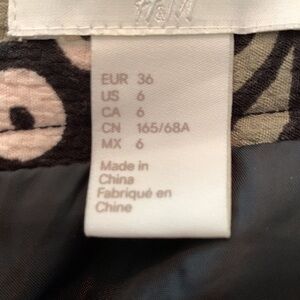 H&M
EUR 36
US 6
CA 6
CN 165/68A
MX 6
Made in
China
Fabriqué en
Chine